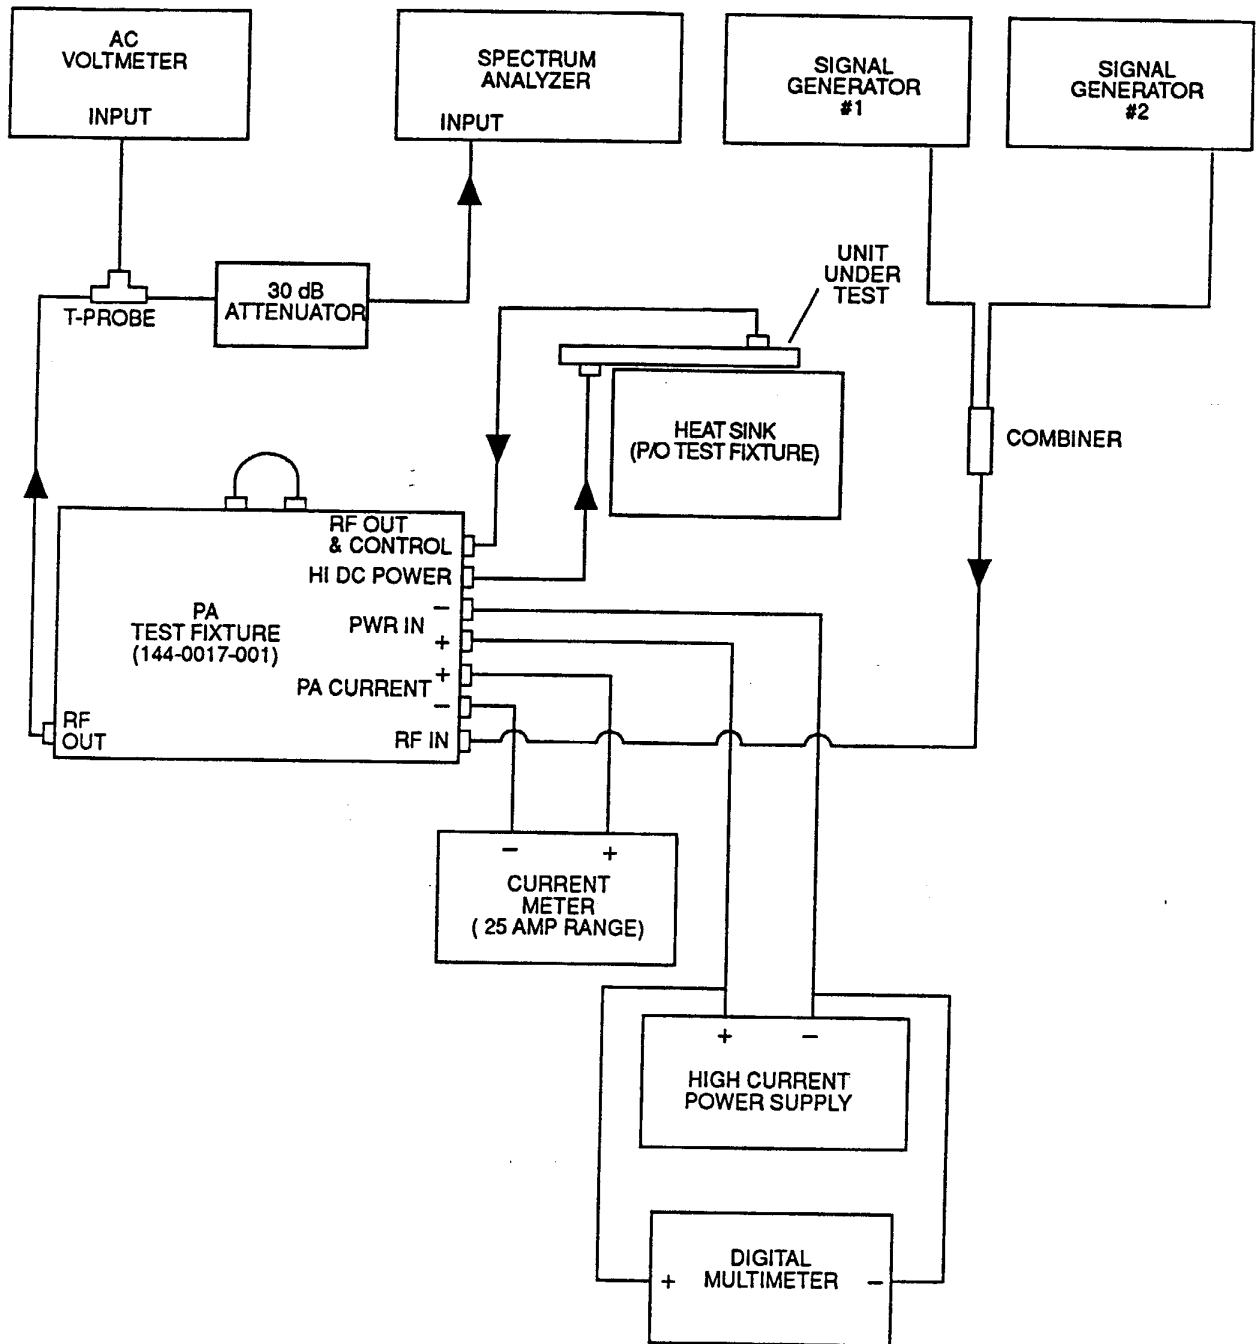 AC
VOLTMETER
INPUT
SPECTRUM
ANALYZER
INPUT
SIGNAL
GENERATOR
#1
SIGNAL
GENERATOR
#2
T-PROBE
30 dB
ATTENUATOR
UNIT
UNDER
TEST
HEAT SINK
(P/O TEST FIXTURE)
COMBINER
PA
TEST FIXTURE
(144-0017-001)
RF OUT
& CONTROL
HI DC POWER
−
PWR IN
+
+
PA CURRENT
−
RF IN
RF
OUT
− +
CURRENT
METER
( 25 AMP RANGE)
+ −
HIGH CURRENT
POWER SUPPLY
DIGITAL
+ MULTIMETER −